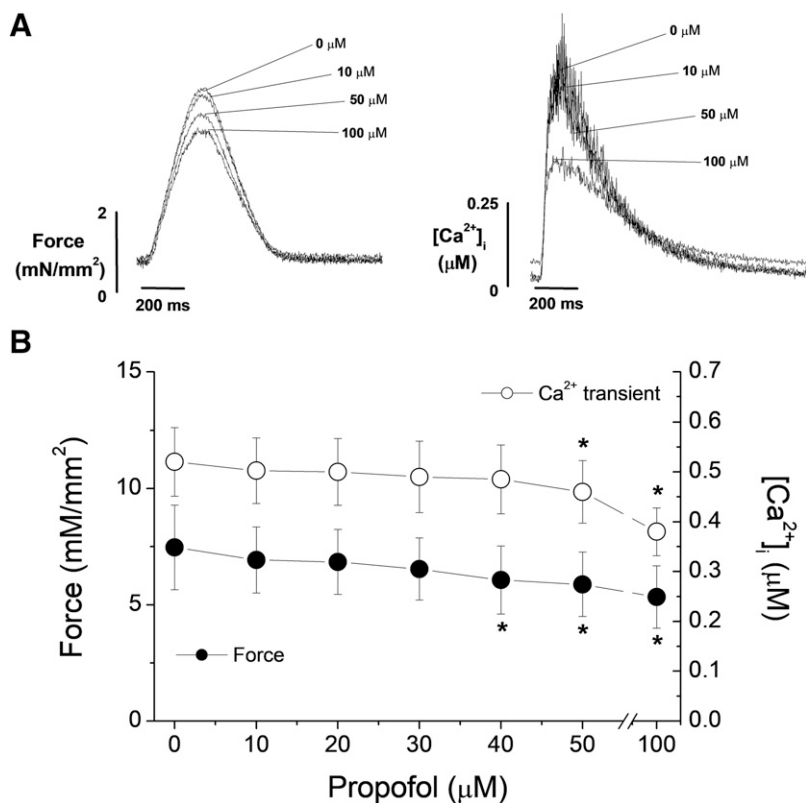 A
0 μM
10 μM
50 μM
100 μM
2
Force
(mN/mm²)
0
200 ms
0 μM
10 μM
50 μM
100 μM
0.25
[Ca²⁺]ᵢ
(μM)
0
200 ms
B
15
10
5
0
Force (mM/mm²)
Ca²⁺ transient
Force
* *
* * *
0.7
0.6
0.5
0.4
0.3
0.2
0.1
0.0
[Ca²⁺]ᵢ (μM)
0 10 20 30 40 50 100
Propofol (μM)